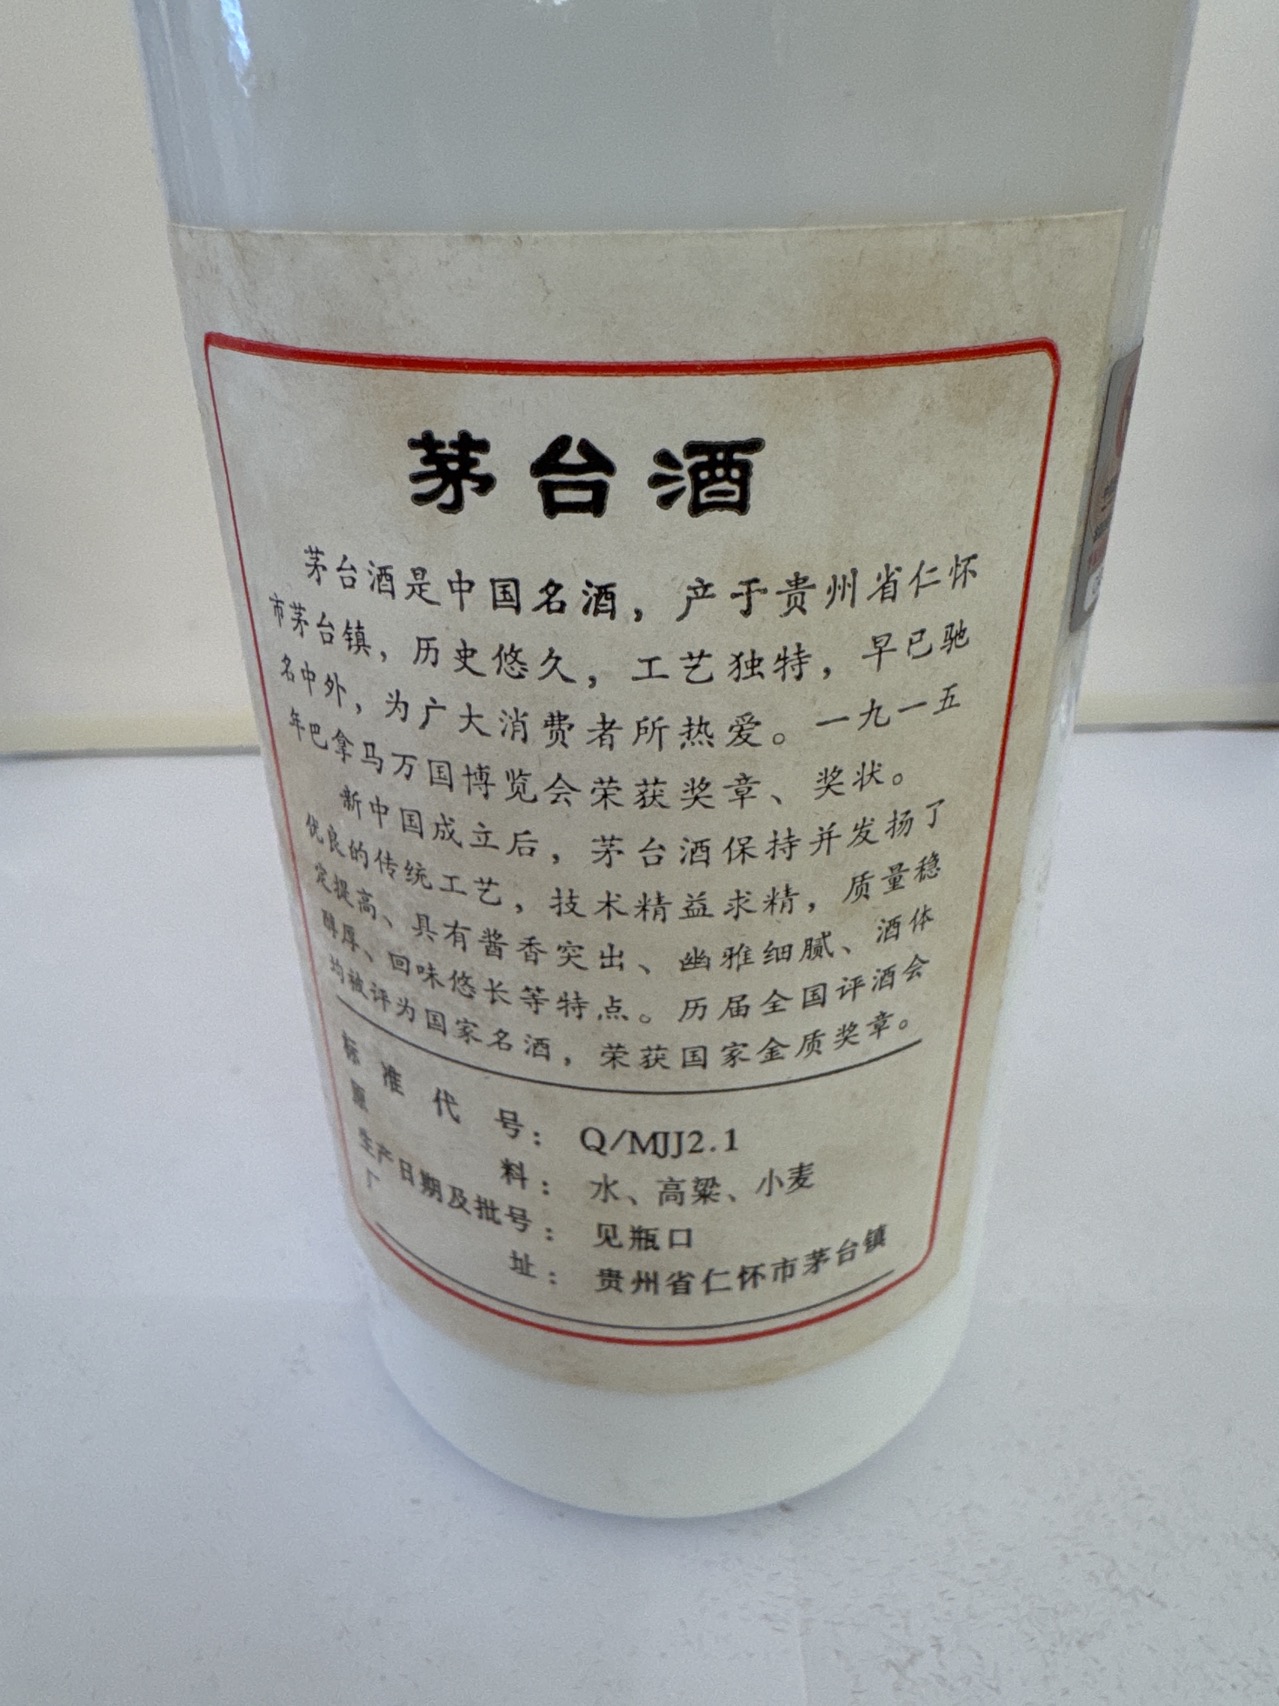 茅台酒
茅台酒是中国名酒，产于贵州省仁怀
市茅台镇，历史悠久，工艺独特，早已驰
名中外，为广大消费者所热爱。一九一五
年巴拿马万国博览会荣获奖章、奖状。
新中国成立后，茅台酒保持并发扬了
优良的传统工艺，技术精益求精，质量稳
定提高、具有酱香突出、幽雅细腻、酒体
醇厚、回味悠长等特点。历届全国评酒会
均被评为国家名酒，荣获国家金质奖章。
标准代号：Q/MJJ2.1
原料：水、高粱、小麦
生产日期及批号：见瓶口
厂址：贵州省仁怀市茅台镇